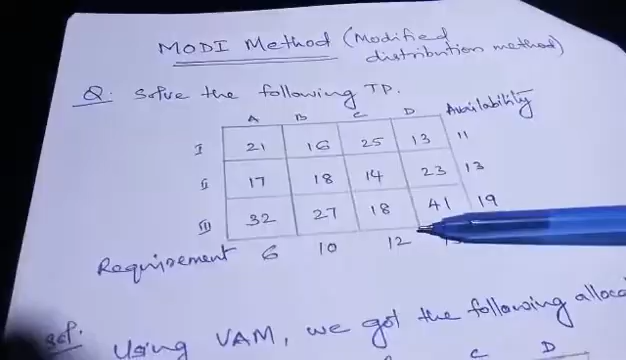 MODI Method (Modified
distribution method)
Q. Solve the following TP.
A B C D Availability
I 21 16 25 13 11
II 17 18 14 23 13
III 32 27 18 41 19
Requirement 6 10 12
Sol. Using VAM, we got the following
C D